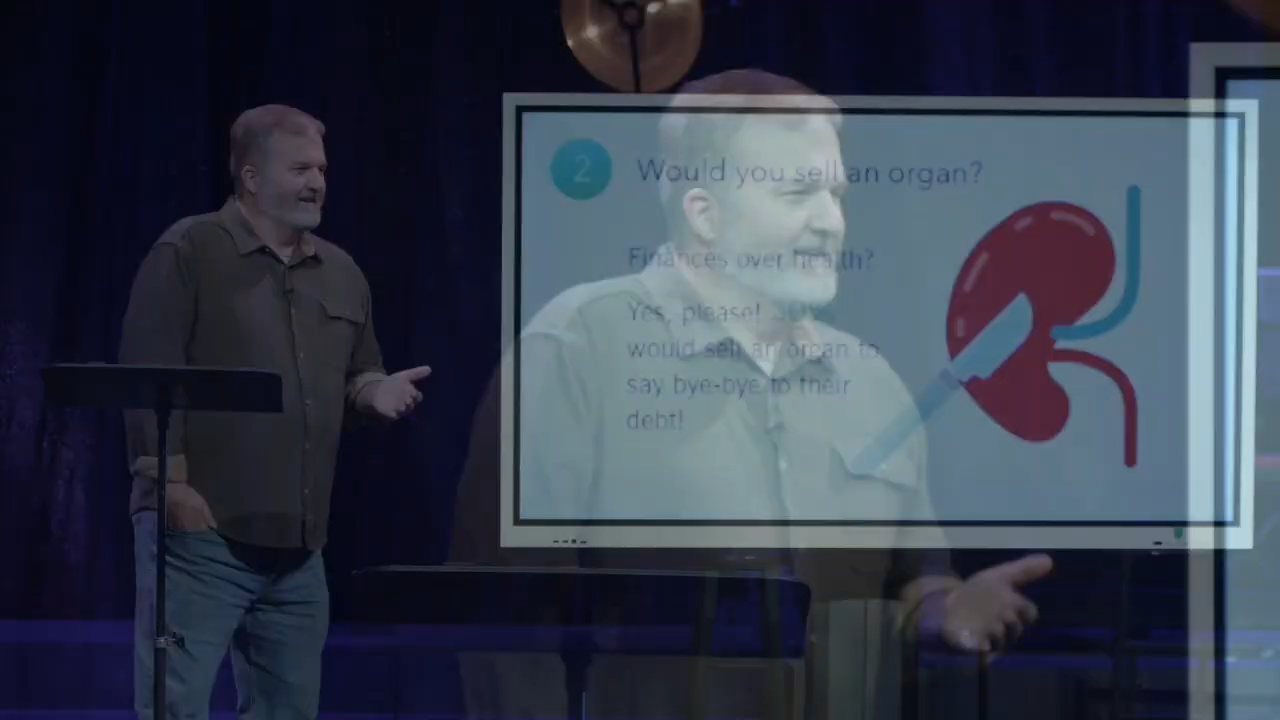 2
Would you sell an organ?
Finances over health?
Yes, please!
would sell an organ to
say bye-bye to their
debt!